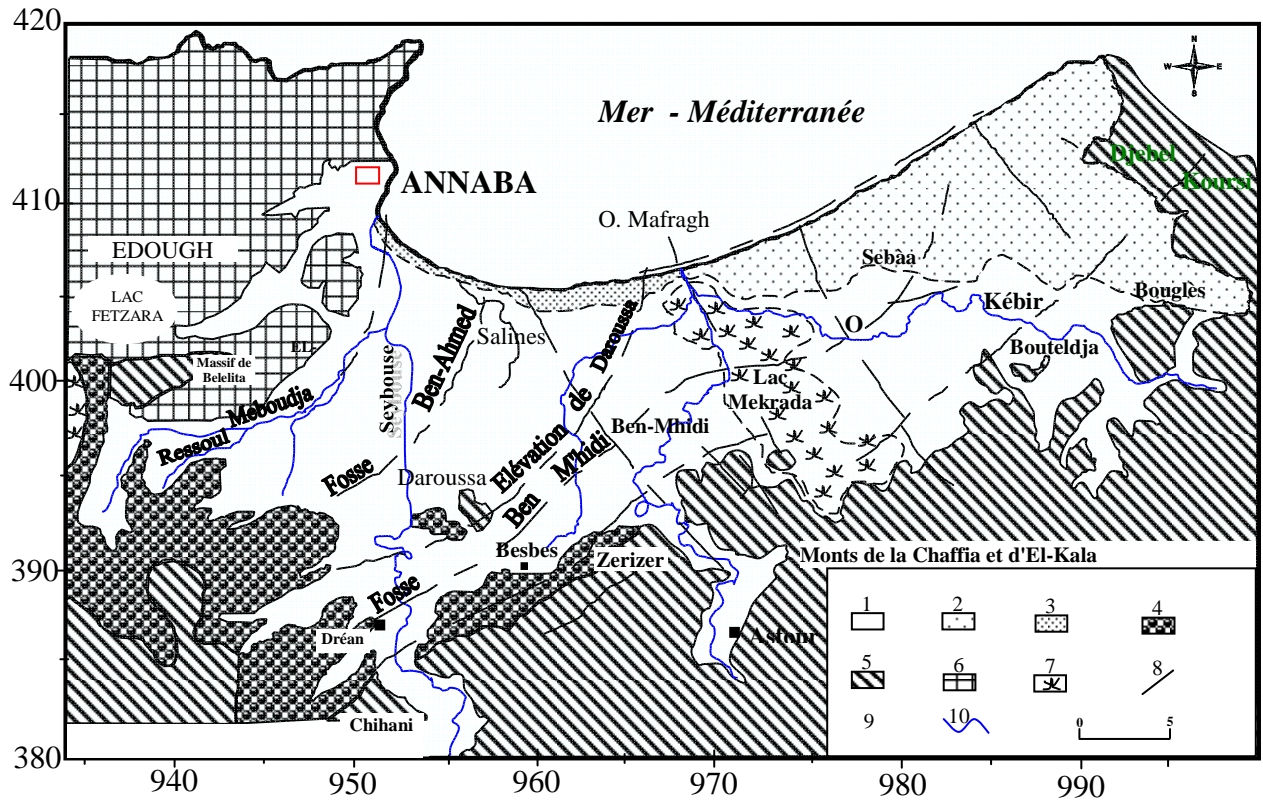 420
N
W
E
S
Mer - Méditerranée
Djebel
Koursi
410
ANNABA
O. Mafragh
EDOUGH
Sebàa
LAC
FETZARA
Kébir
Bouglès
O
Salines
EL-
Bouteldja
Massif de
Belelita
400
Daroussa
Ben-Ahmed
Seybouse
Seybouse
Lac
Mekrada
de
Meboudja
Ressoul
Ben-Mhidi
M'hidi
Elévation
Fosse
Daroussa
Ben
Besbes
Zerizer
Monts de la Chaffia et d'El-Kala
390
Fosse
Dréan
Asfour
Chihani
1
2
3
4
5
6
7
8
9
10
0
5
380
940
950
960
970
980
990